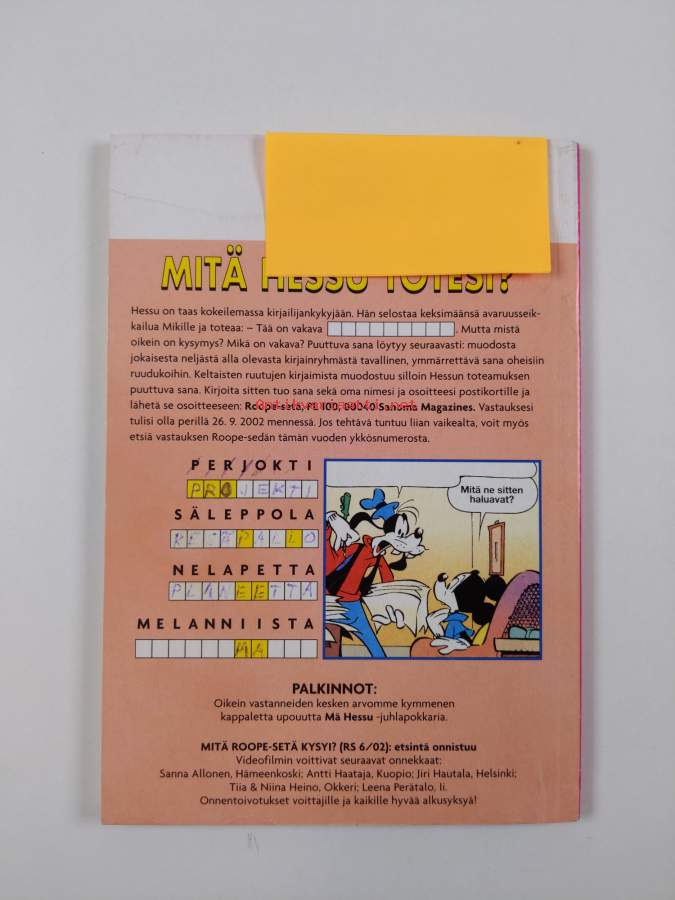 MITÄ HESSU TOTESI?
Hessu on taas kokeilemassa kirjailijankykyjään. Hän selostaa keksimäänsä avaruusseik-
kailua Mikille ja toteaa: – Tää on vakava . Mutta mistä
oikein on kysymys? Mikä on vakava? Puuttuva sana löytyy seuraavasti: muodosta
jokaisesta neljästä alla olevasta kirjainryhmästä tavallinen, ymmärrettävä sana oheisiin
ruudukoihin. Keltaisten ruutujen kirjaimista muodostuu silloin Hessun toteamuksen
puuttuva sana. Kirjoita sitten tuo sana sekä oma nimesi ja osoitteesi postikortille ja
lähetä se osoitteeseen: Roope-setä, PL 100, 00040 Sanoma Magazines. Vastauksesi
tulisi olla perillä 26. 9. 2002 mennessä. Jos tehtävä tuntuu liian vaikealta, voit myös
etsiä vastauksen Roope-sedän tämän vuoden ykkösnumerosta.
PERJOKTI
PROJEKTI
SÄLEPPOLA
PALLO
NELAPETTA
PLANEETTA
MELANNIISTA
MA
Mitä ne sitten
haluavat?
PALKINNOT:
Oikein vastanneiden kesken arvomme kymmenen
kappaletta upouutta Mä Hessu -juhlapokkaria.
MITÄ ROOPE-SETÄ KYSYI? (RS 6/02): etsintä onnistuu
Videofilmin voittivat seuraavat onnekkaat:
Sanna Allonen, Hämeenkoski; Antti Haataja, Kuopio; Jiri Hautala, Helsinki;
Tiia & Niina Heino, Okkeri; Leena Perätalo, Ii.
Onnentoivotukset voittajille ja kaikille hyvää alkusyksyä!